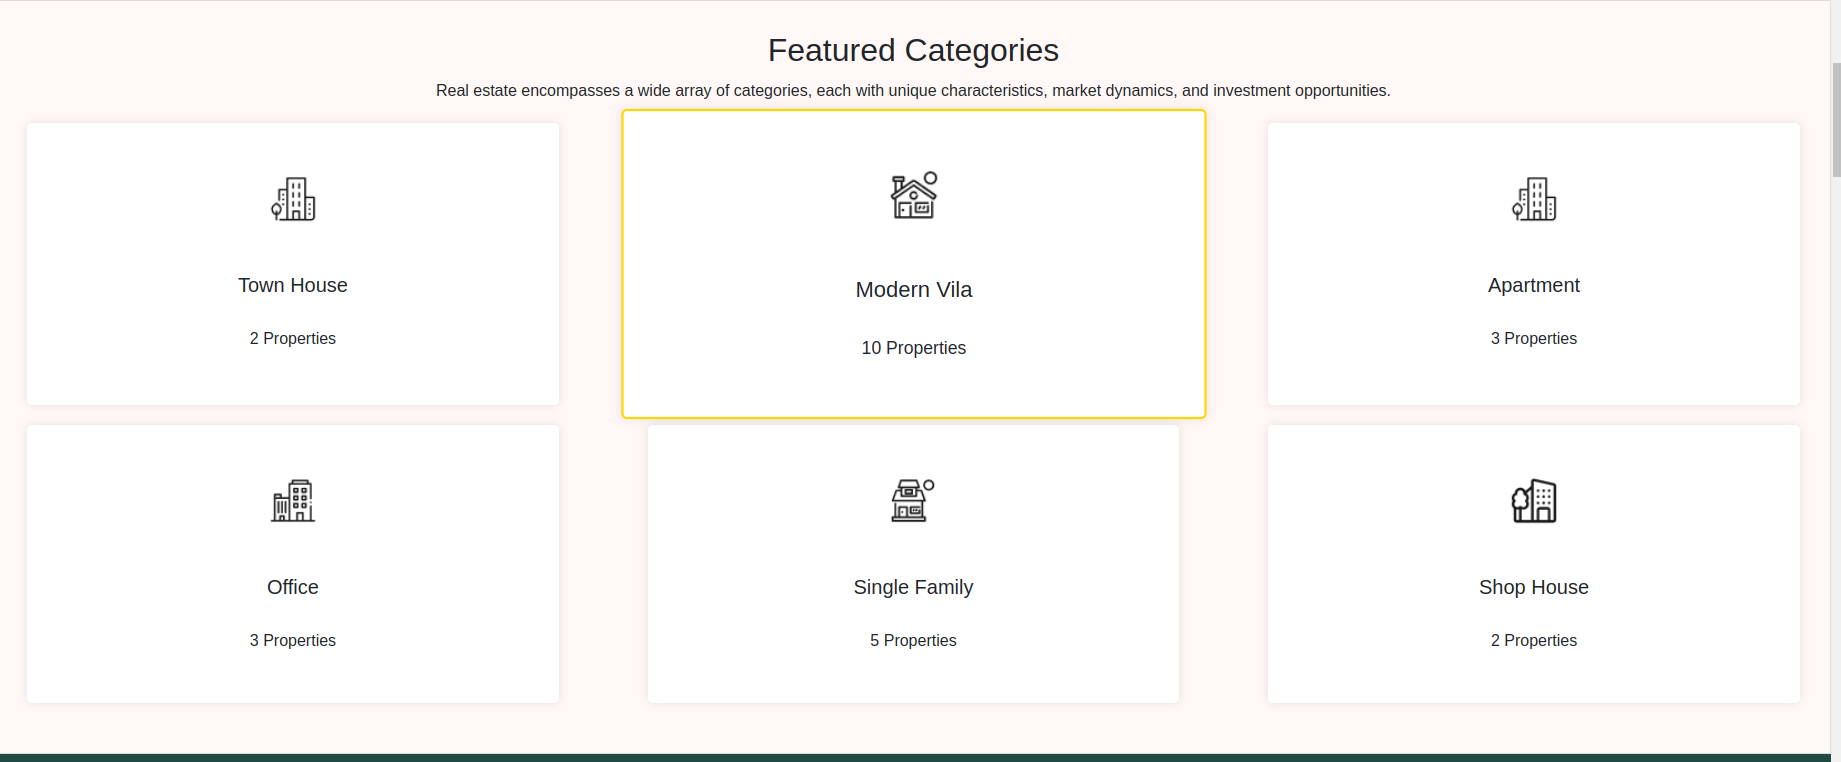 Featured Categories
Real estate encompasses a wide array of categories, each with unique characteristics, market dynamics, and investment opportunities.
Town House
2 Properties
Modern Vila
10 Properties
Apartment
3 Properties
Office
3 Properties
Single Family
5 Properties
Shop House
2 Properties